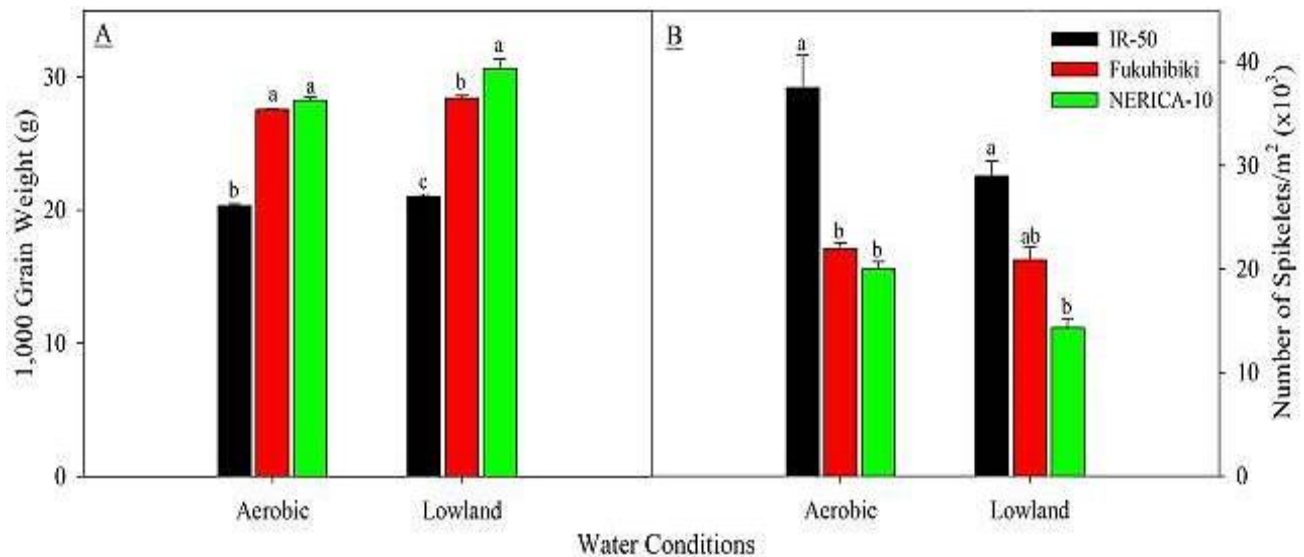 A
1,000 Grain Weight (g)
30
20
10
0
b
a
a
c
b
a
Aerobic
Lowland
B
IR-50
Fukuhibiki
NERICA-10
a
b
b
a
ab
b
Aerobic
Lowland
40
30
20
10
0
Number of Spikelets/m² (x10³)
Water Conditions